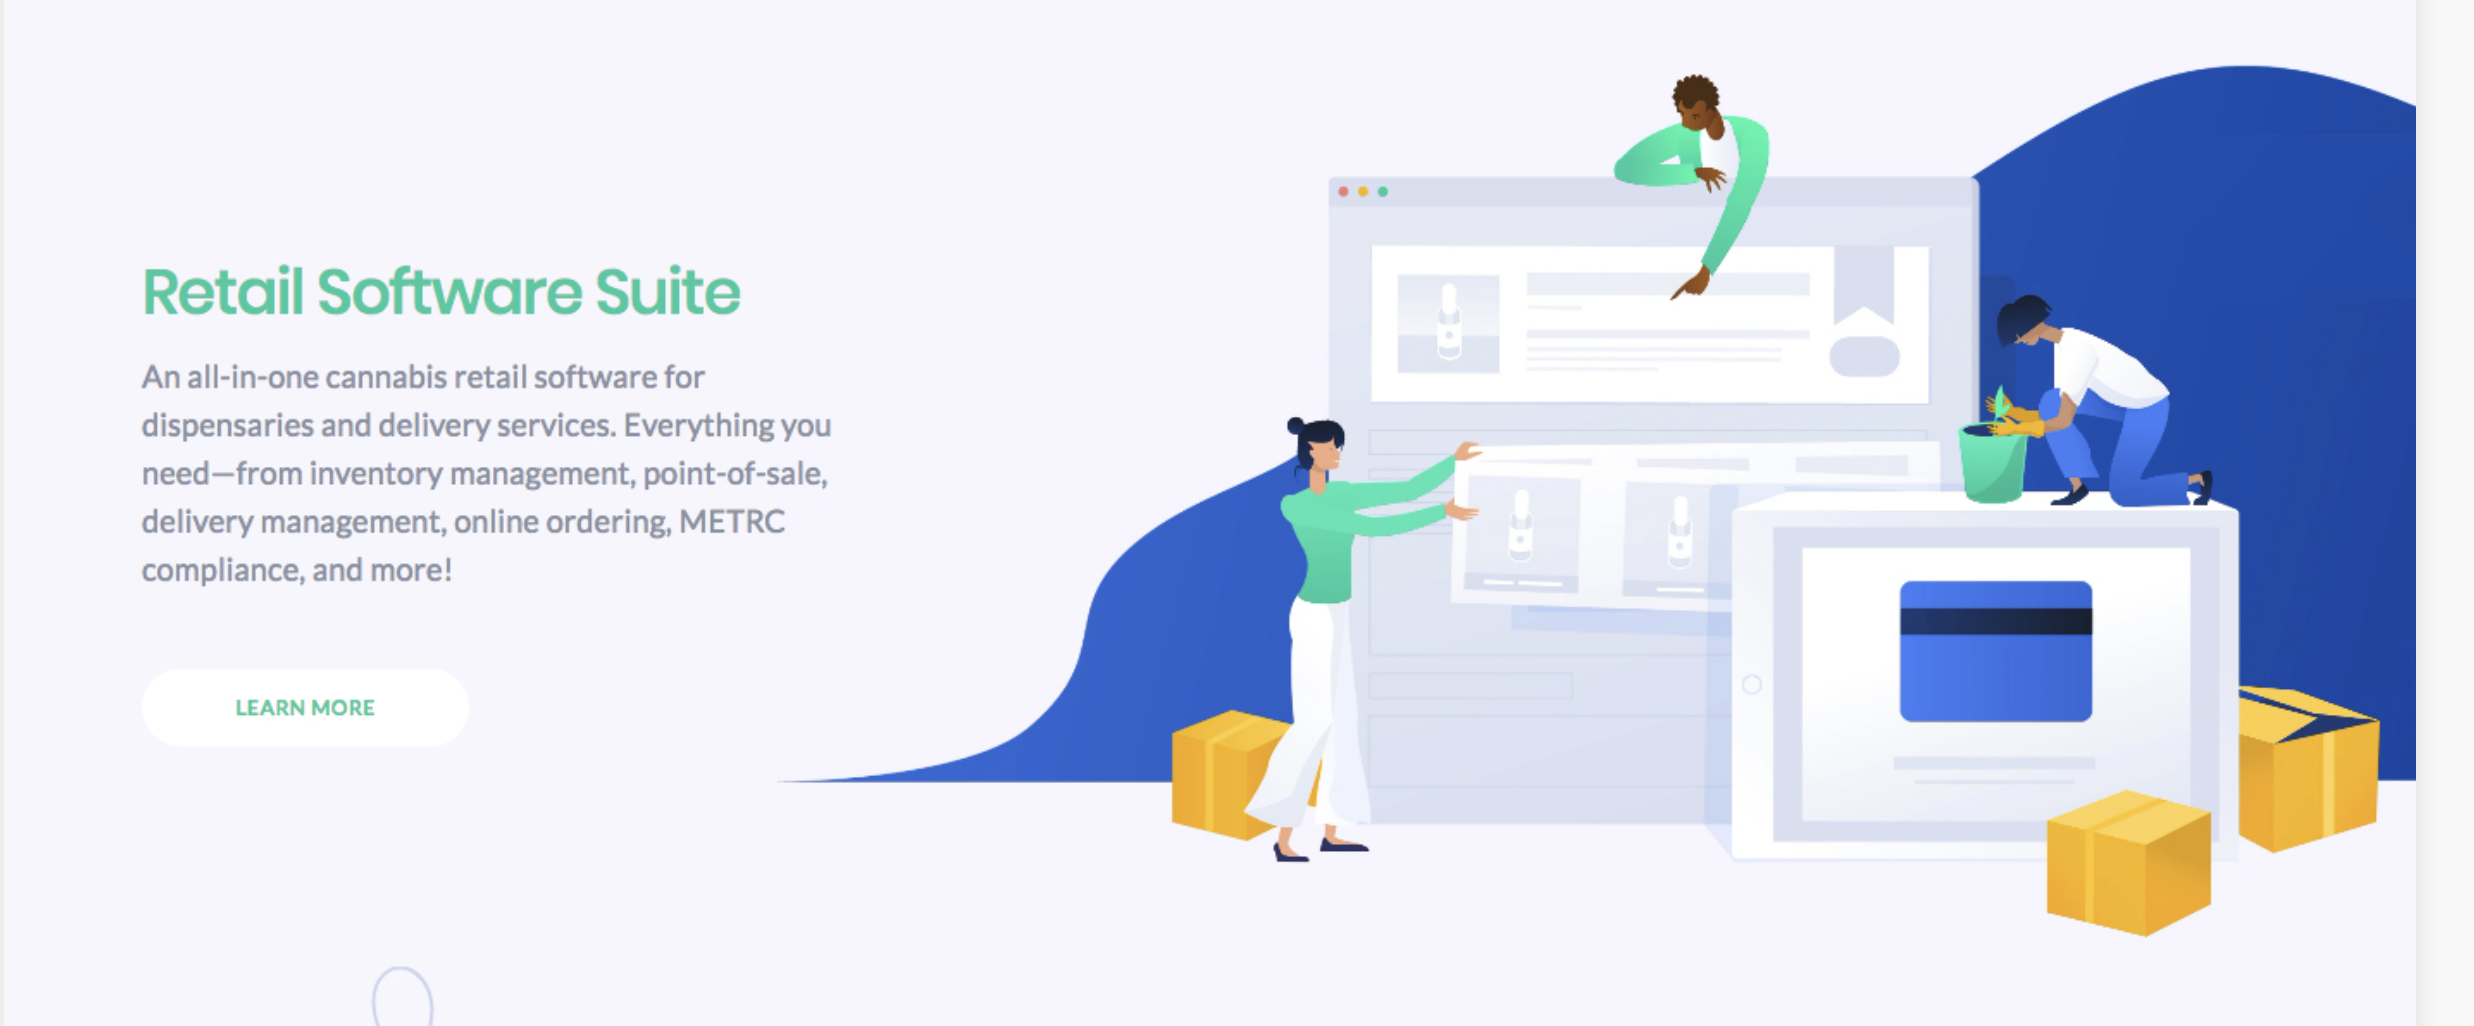 Retail Software Suite
An all-in-one cannabis retail software for
dispensaries and delivery services. Everything you
need—from inventory management, point-of-sale,
delivery management, online ordering, METRC
compliance, and more!
LEARN MORE